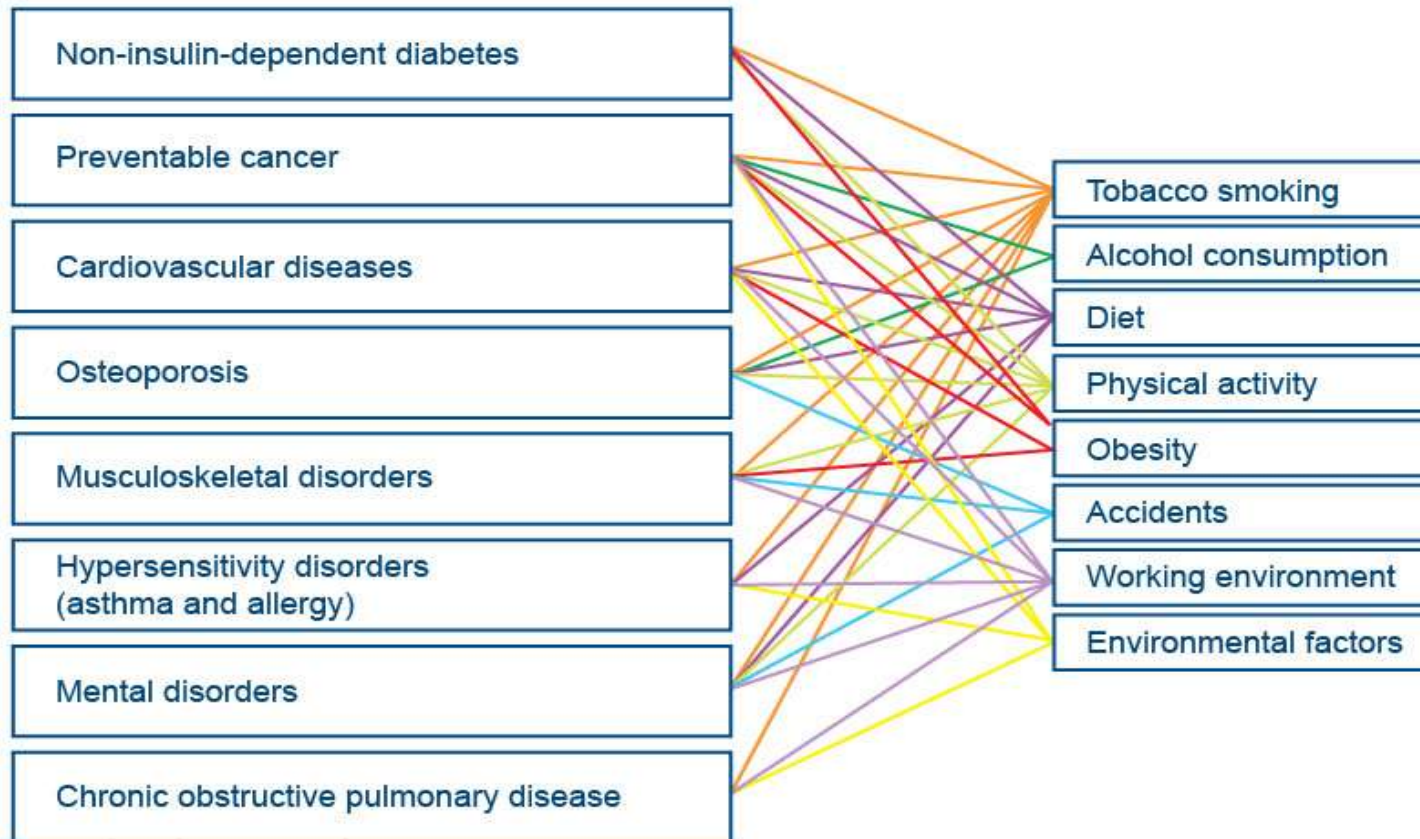 Non-insulin-dependent diabetes
Preventable cancer
Cardiovascular diseases
Osteoporosis
Musculoskeletal disorders
Hypersensitivity disorders
(asthma and allergy)
Mental disorders
Chronic obstructive pulmonary disease
Tobacco smoking
Alcohol consumption
Diet
Physical activity
Obesity
Accidents
Working environment
Environmental factors